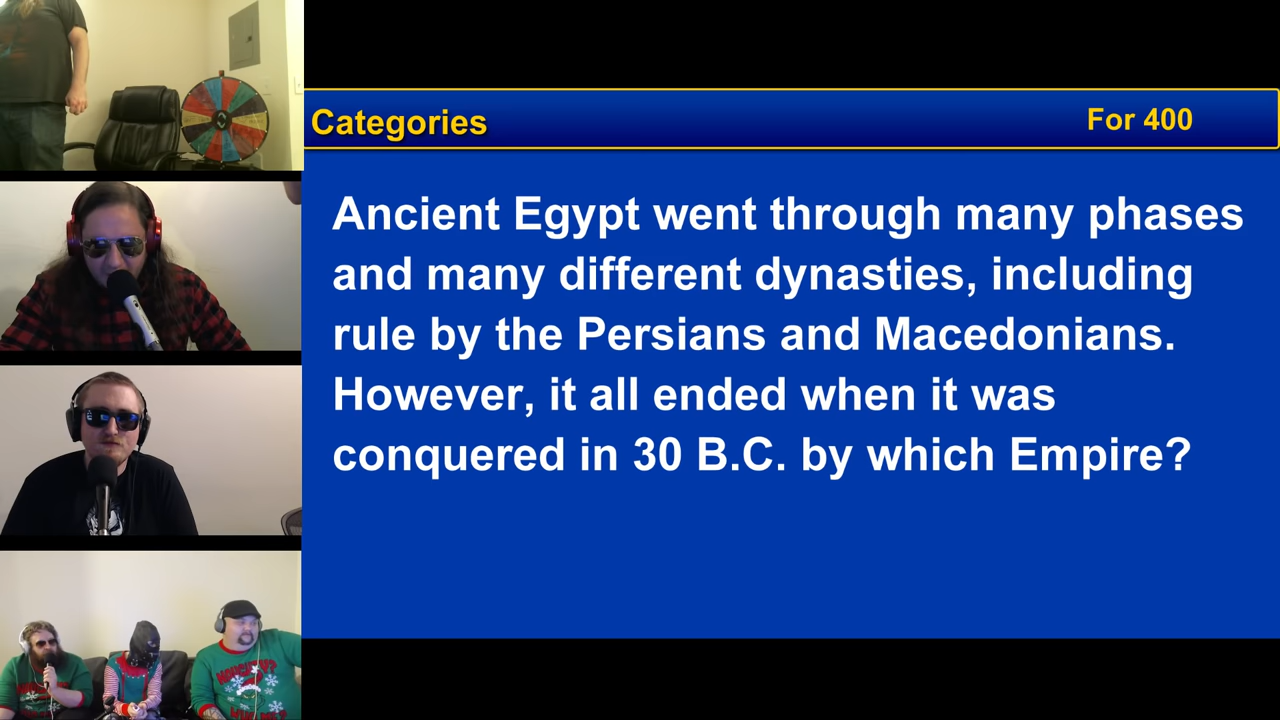 Categories
For 400
Ancient Egypt went through many phases
and many different dynasties, including
rule by the Persians and Macedonians.
However, it all ended when it was
conquered in 30 B.C. by which Empire?